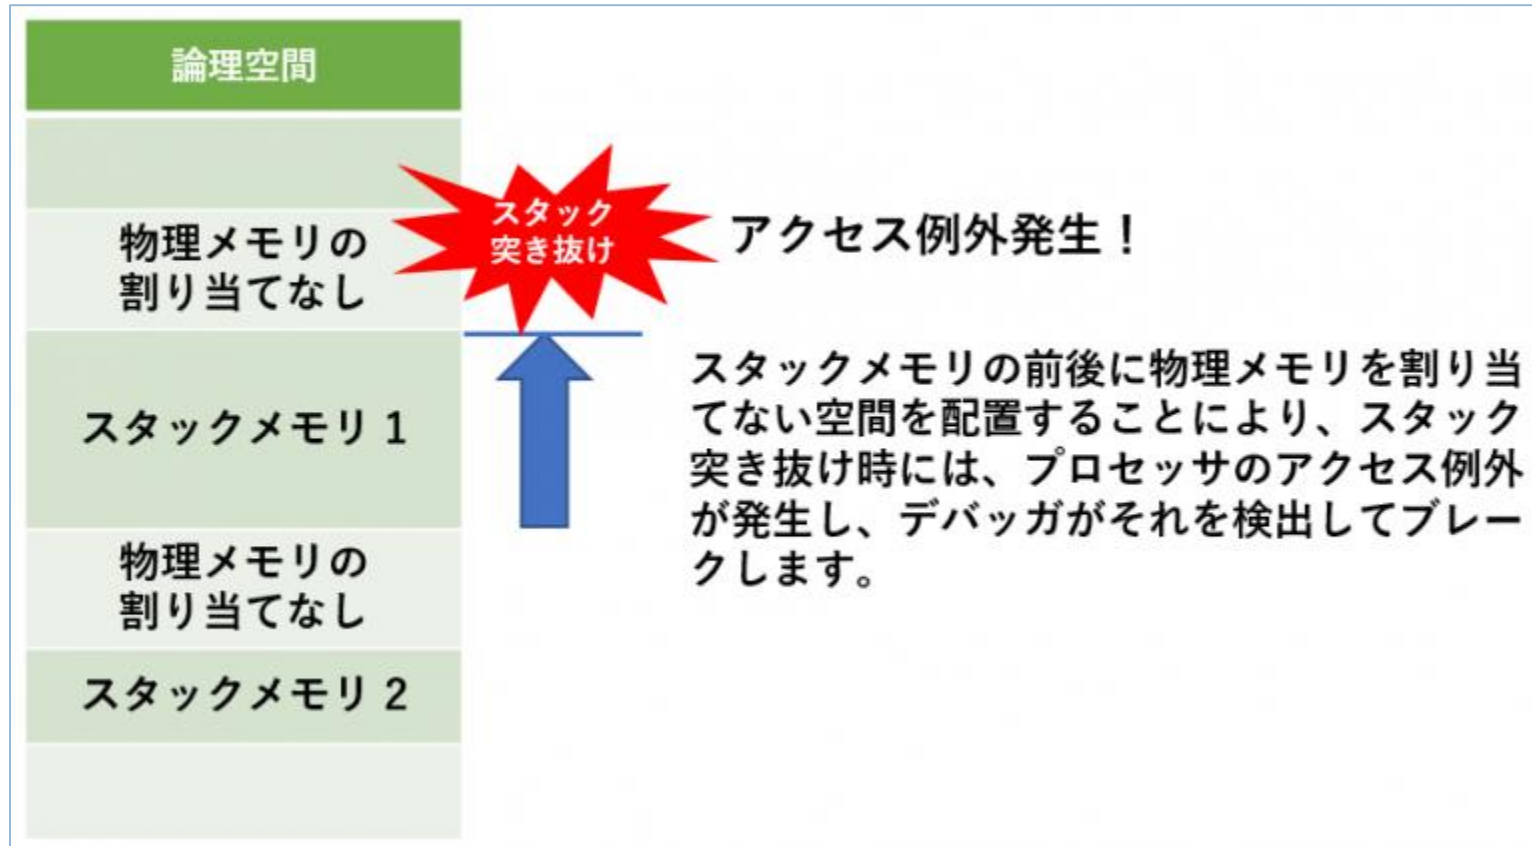 論理空間
物理メモリの
割り当てなし
スタック
突き抜け
アクセス例外発生！
スタックメモリ 1
スタックメモリの前後に物理メモリを割り当
てない空間を配置することにより、スタック
突き抜け時には、プロセッサのアクセス例外
が発生し、デバッガがそれを検出してブレー
クします。
物理メモリの
割り当てなし
スタックメモリ 2